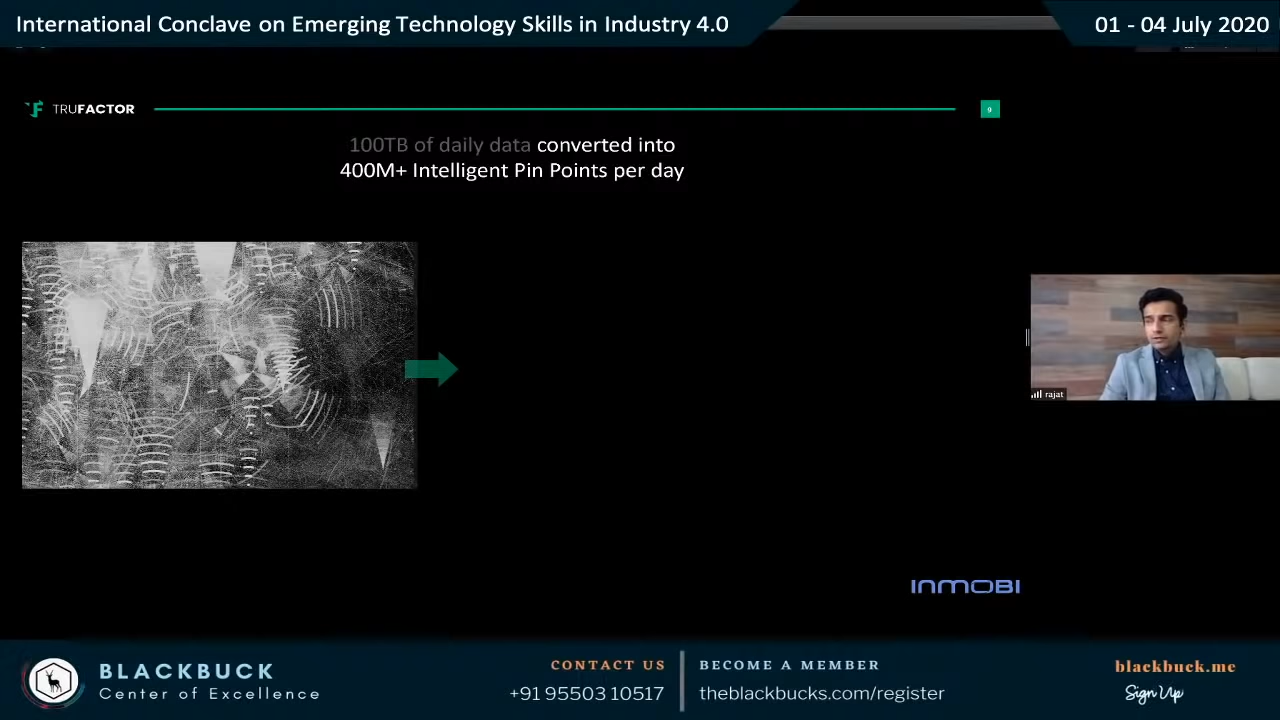 International Conclave on Emerging Technology Skills in Industry 4.0
01 - 04 July 2020
TRUFACTOR
9
100TB of daily data converted into
400M+ Intelligent Pin Points per day
rajat
INMOBI
BLACKBUCK
Center of Excellence
CONTACT US
+91 95503 10517
BECOME A MEMBER
theblackbucks.com/register
blackbuck.me
Sign Up